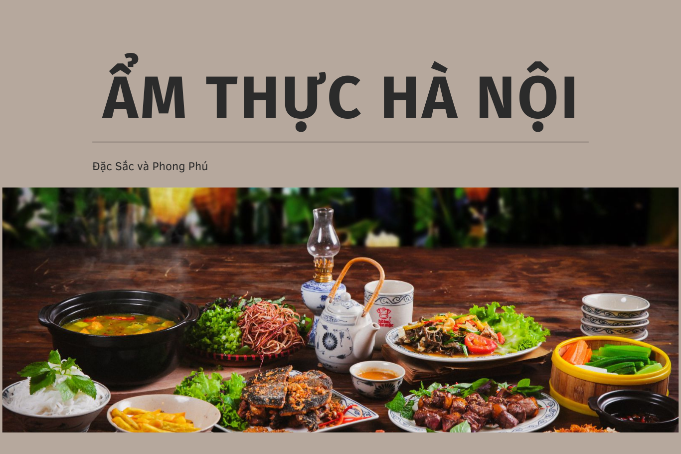 ẨM THỰC HÀ NỘI
Đặc Sắc và Phong Phú